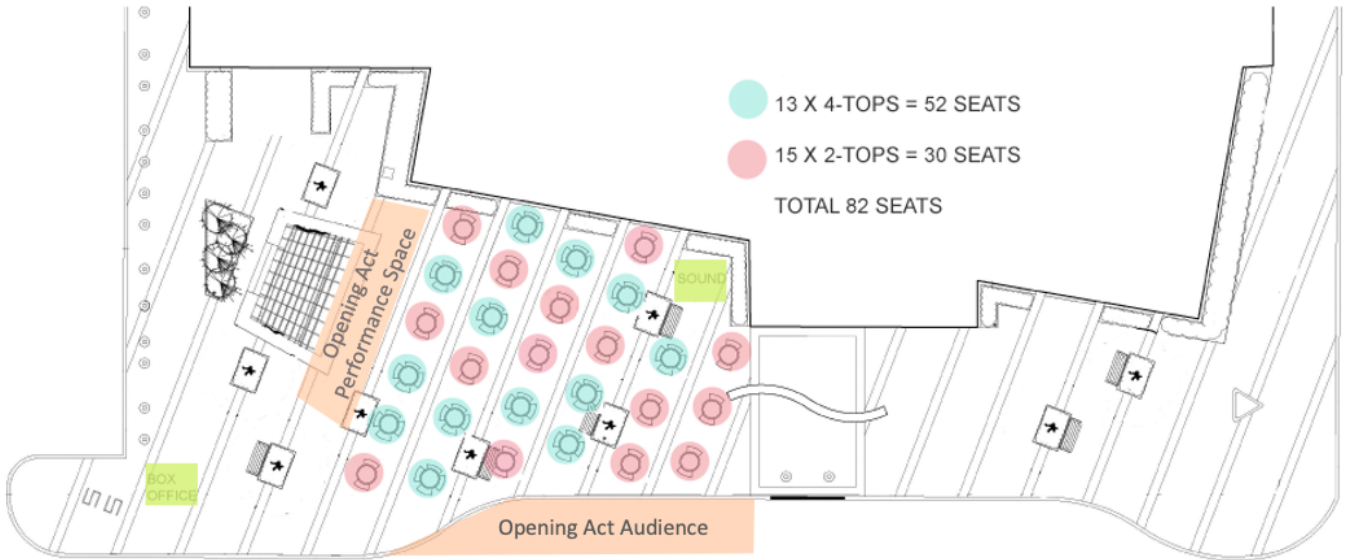 13 X 4-TOPS = 52 SEATS
15 X 2-TOPS = 30 SEATS
TOTAL 82 SEATS
Opening Act
Performance Space
SOUND
BOX
OFFICE
55
Opening Act Audience